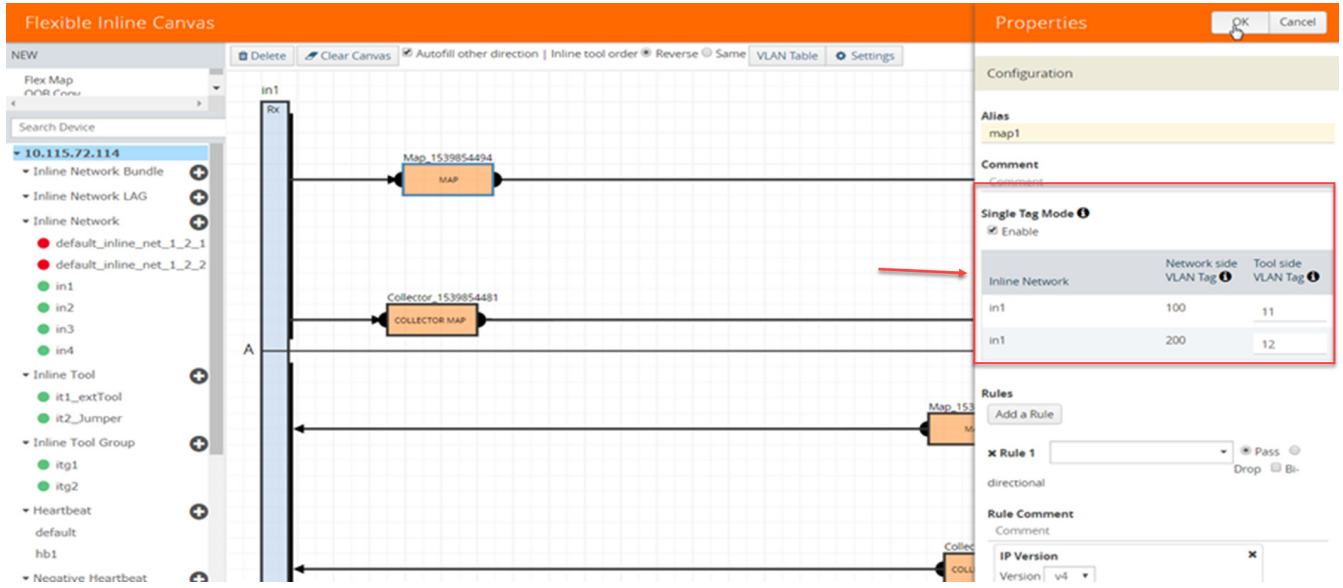 Flexible Inline Canvas
NEW
Flex Map
OOB Copy
Search Device
10.115.72.114
Inline Network Bundle
Inline Network LAG
Inline Network
default_inline_net_1_2_1
default_inline_net_1_2_2
in1
in2
in3
in4
Inline Tool
it1_extTool
it2_Jumper
Inline Tool Group
itg1
itg2
Heartbeat
default
hb1
Negative Heartbeat
Delete Clear Canvas Autofill other direction | Inline tool order Reverse Same VLAN Table Settings
in1
Rx
Map_1539854494
MAP
Collector_1539854481
COLLECTOR MAP
A
Map_153
M
Collec
COLL
Properties OK Cancel
Configuration
Alias
map1
Comment
Comment
Single Tag Mode
Enable
Inline Network Network side VLAN Tag Tool side VLAN Tag
in1 100 11
in1 200 12
Rules
Add a Rule
x Rule 1 Pass
Drop Bi-
directional
Rule Comment
Comment
IP Version x
Version v4